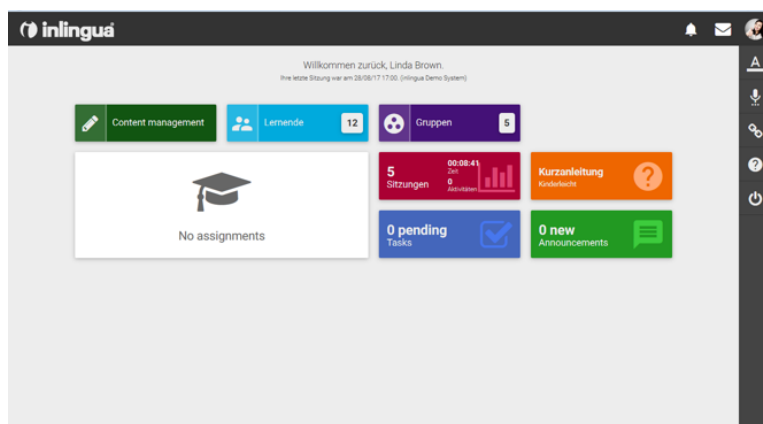 inlingua
Willkommen zurück, Linda Brown.
Ihre letzte Sitzung war am 28/08/17 17:00. (inlingua Demo System)
Content management
Lernende
12
Gruppen
5
No assignments
5
Sitzungen
00:08:41
Zeit
0
Aktivitäten
Kurzanleitung
Kinderleicht
0 pending
Tasks
0 new
Announcements
A